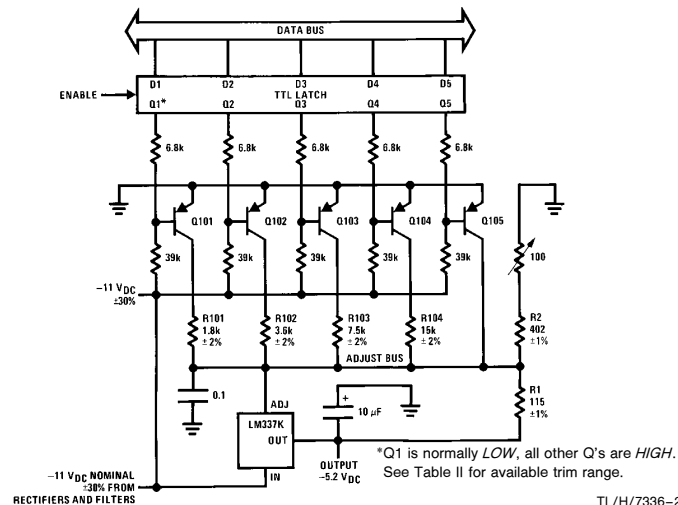 DATA BUS
D1 D2 D3 D4 D5
TTL LATCH
ENABLE
Q1* Q2 Q3 Q4 Q5
6.8k 6.8k 6.8k 6.8k 6.8k
Q101 Q102 Q103 Q104 Q105
39k 39k 39k 39k 39k
100
−11 VDC
±30%
R101
1.8k
±2%
R102
3.6k
±2%
R103
7.5k
±2%
R104
15k
±2%
R2
402
±1%
ADJUST BUS
R1
115
±1%
0.1
ADJ
+
10 µF
LM337K
OUT
IN
OUTPUT
−5.2 VDC
*Q1 is normally LOW, all other Q's are HIGH.
See Table II for available trim range.
−11 VDC NOMINAL
±30% FROM
RECTIFIERS AND FILTERS